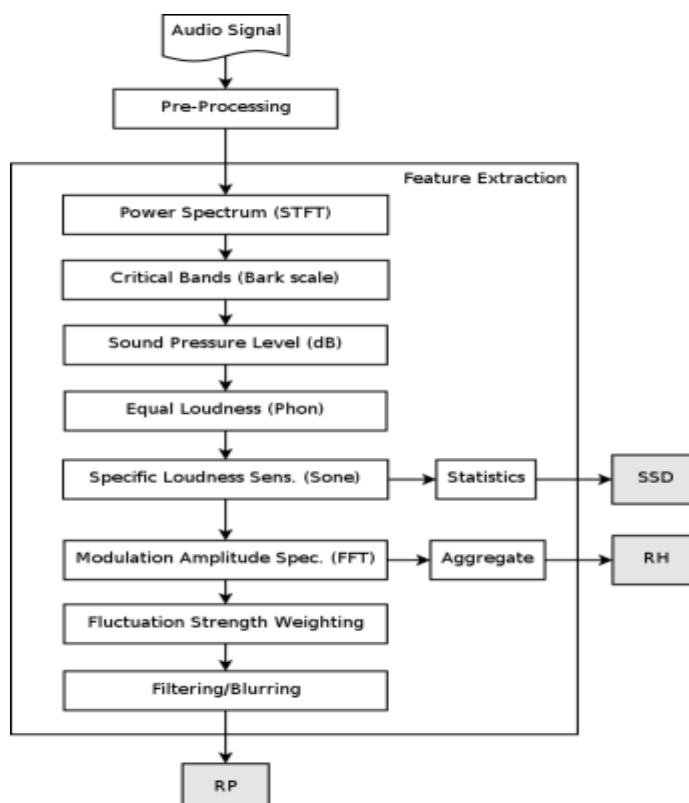 Audio Signal
Pre-Processing
Feature Extraction
Power Spectrum (STFT)
Critical Bands (Bark scale)
Sound Pressure Level (dB)
Equal Loudness (Phon)
Specific Loudness Sens. (Sone)
Statistics
SSD
Modulation Amplitude Spec. (FFT)
Aggregate
RH
Fluctuation Strength Weighting
Filtering/Blurring
RP